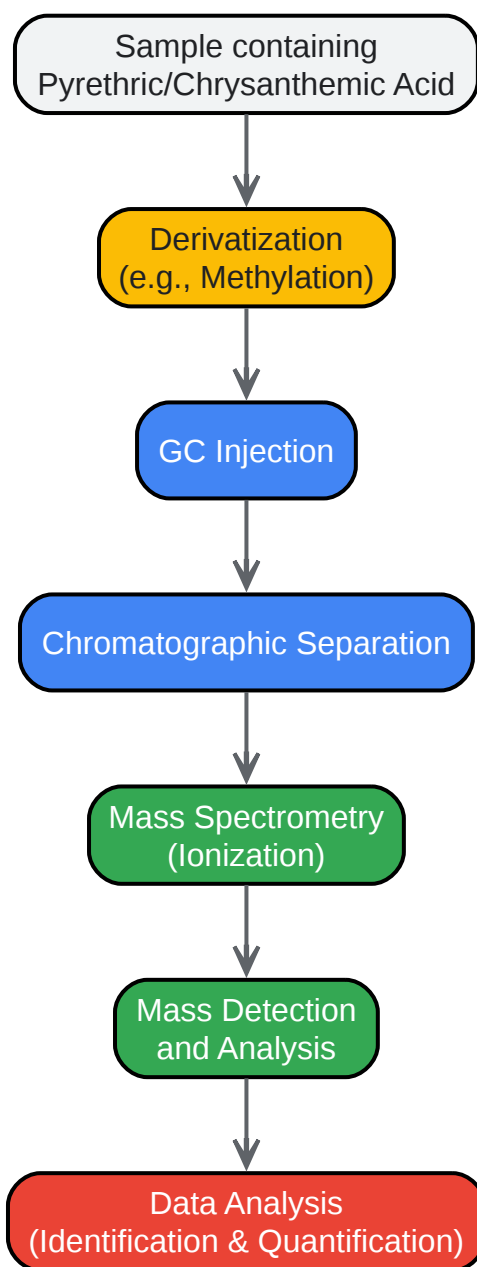 Sample containing
Pyrethric/Chrysanthemic Acid
Derivatization
(e.g., Methylation)
GC Injection
Chromatographic Separation
Mass Spectrometry
(Ionization)
Mass Detection
and Analysis
Data Analysis
(Identification & Quantification)